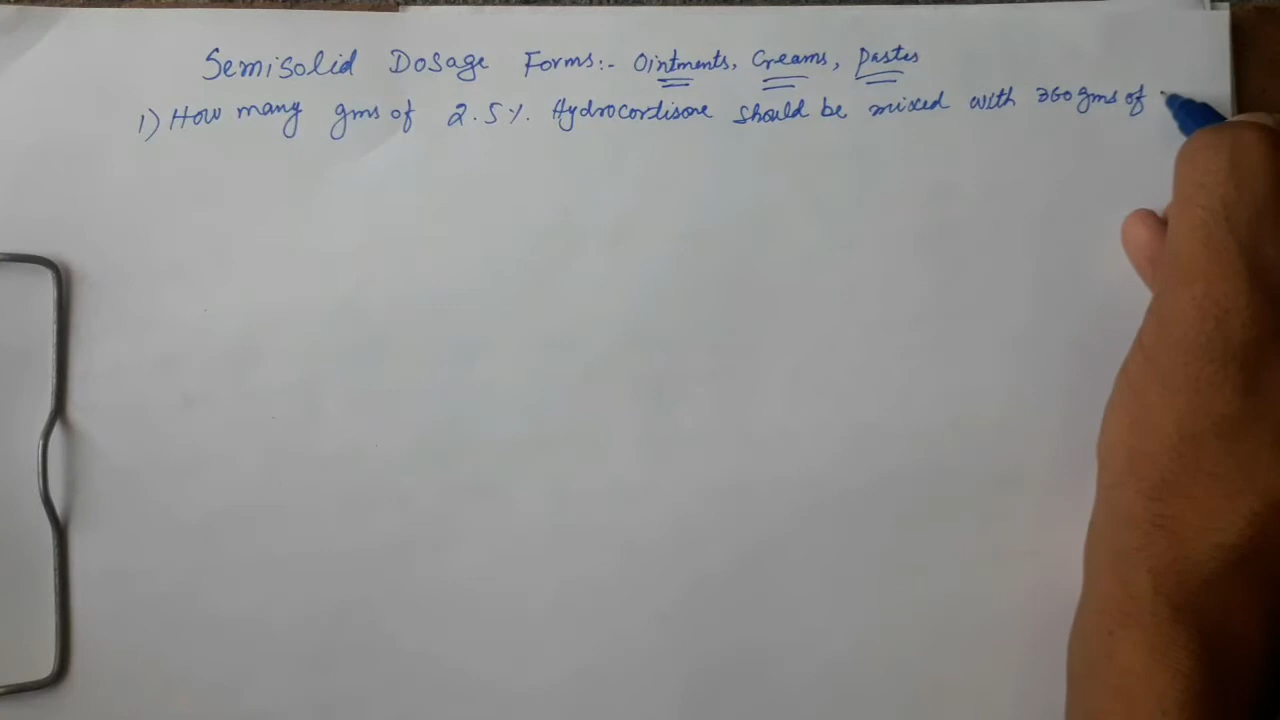 Semisolid Dosage Forms:- Ointments, Creams, Pastes
1) How many gms of 2.5%. Hydrocortisone should be mixed with 360 gms of